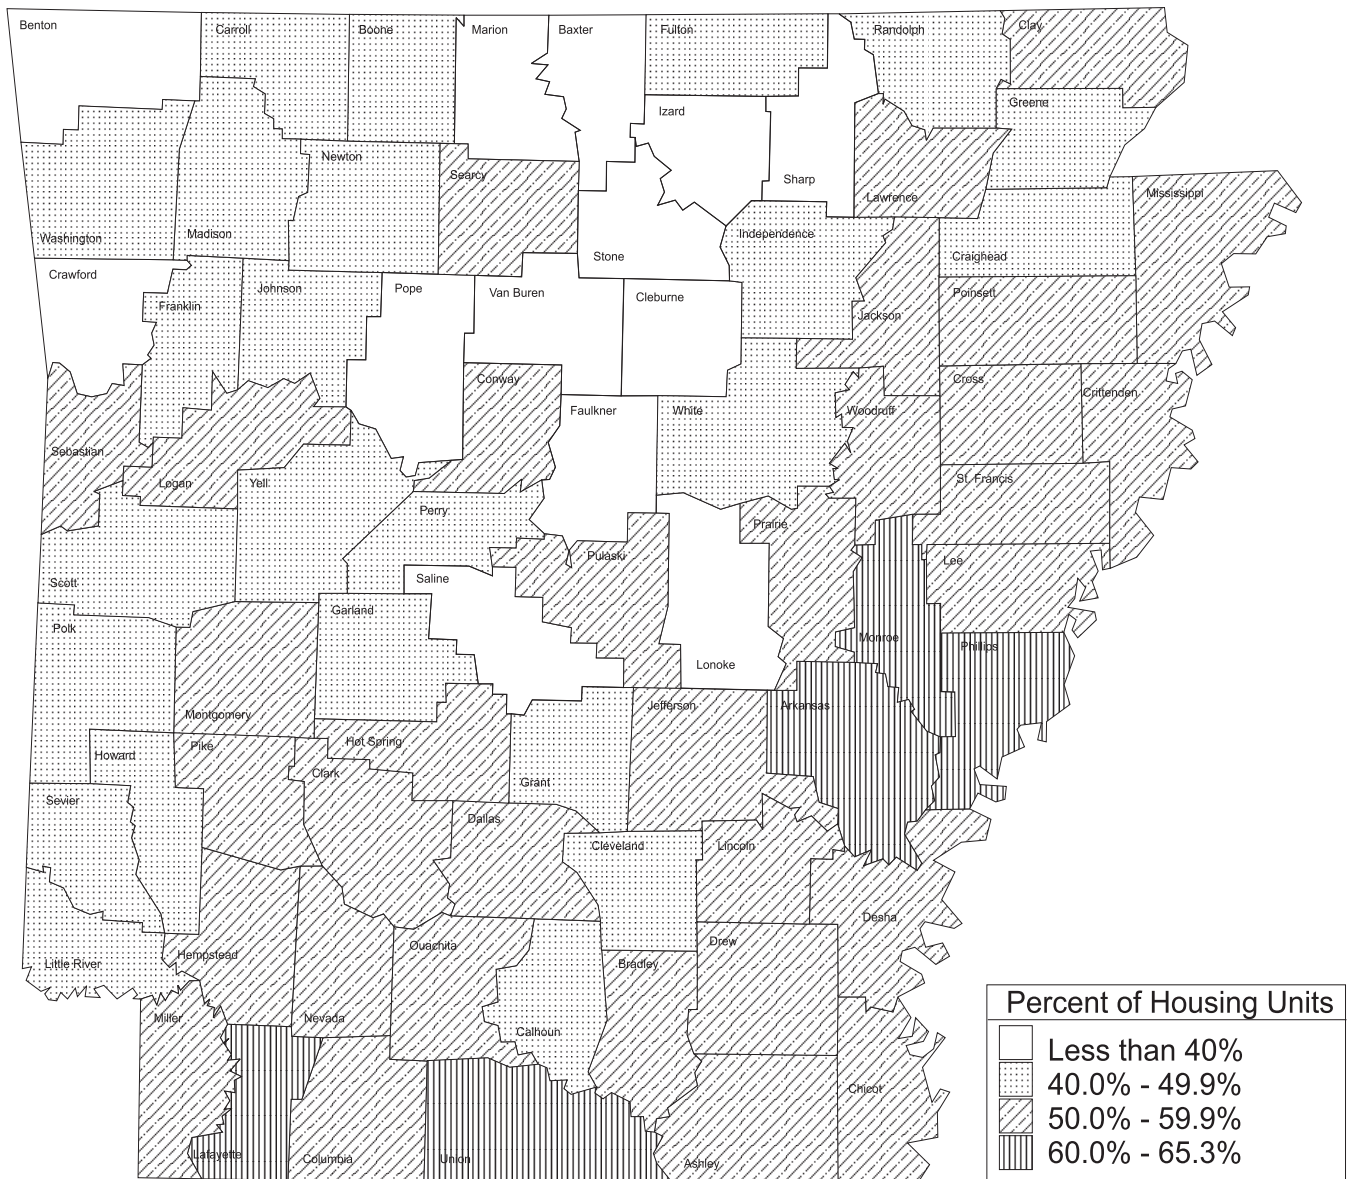 Benton
Carroll
Boone
Marion
Baxter
Fulton
Randolph
Clay
Greene
Izard
Newton
Searcy
Sharp
Lawrence
Mississippi
Washington
Madison
Independence
Stone
Craighead
Crawford
Franklin
Johnson
Pope
Van Buren
Cleburne
Jackson
Poinsett
Conway
Cross
Crittenden
Faulkner
White
Woodruff
Sebastian
Logan
Yell
St. Francis
Perry
Prairie
Pulaski
Lee
Scott
Saline
Garland
Polk
Monroe
Phillips
Lonoke
Montgomery
Jefferson
Arkansas
Hot Spring
Pike
Howard
Clark
Grant
Sevier
Dallas
Cleveland
Lincoln
Desha
Drew
Ouachita
Hempstead
Little River
Bradley
Miller
Nevada
Calhoun
Chicot
Lafayette
Columbia
Union
Ashley
Percent of Housing Units
Less than 40%
40.0% - 49.9%
50.0% - 59.9%
60.0% - 65.3%